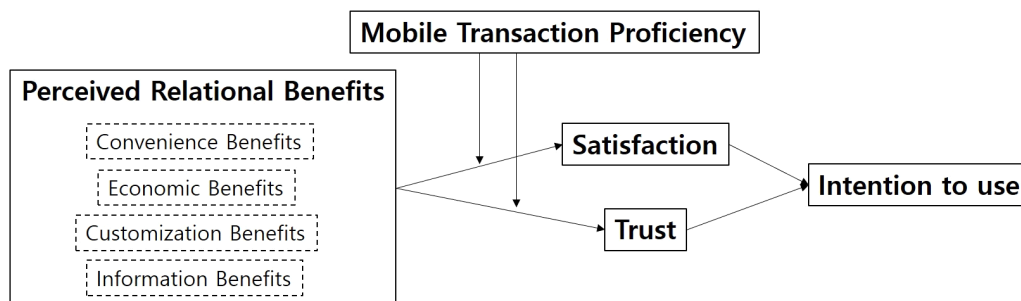 Mobile Transaction Proficiency
Perceived Relational Benefits
Convenience Benefits
Economic Benefits
Customization Benefits
Information Benefits
Satisfaction
Trust
Intention to use